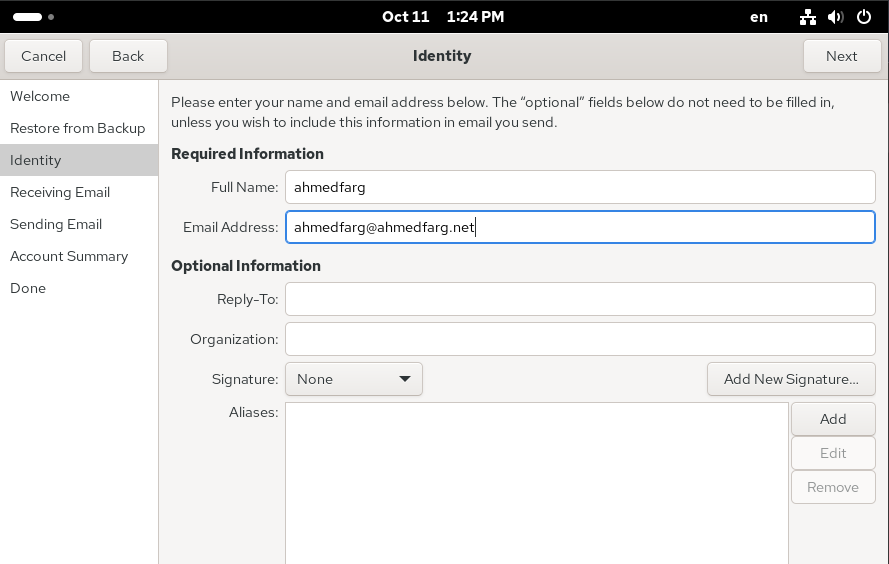 Oct 11 1:24 PM
en
Cancel
Back
Identity
Next
Welcome
Restore from Backup
Identity
Receiving Email
Sending Email
Account Summary
Done
Please enter your name and email address below. The “optional” fields below do not need to be filled in,
unless you wish to include this information in email you send.
Required Information
Full Name: ahmedfarg
Email Address: ahmedfarg@ahmedfarg.net
Optional Information
Reply-To:
Organization:
Signature: None
Add New Signature...
Aliases:
Add
Edit
Remove